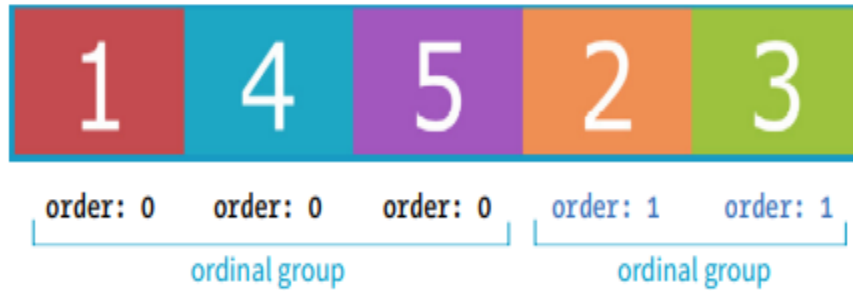 1 4 5 2 3
order: 0 order: 0 order: 0 order: 1 order: 1
ordinal group ordinal group